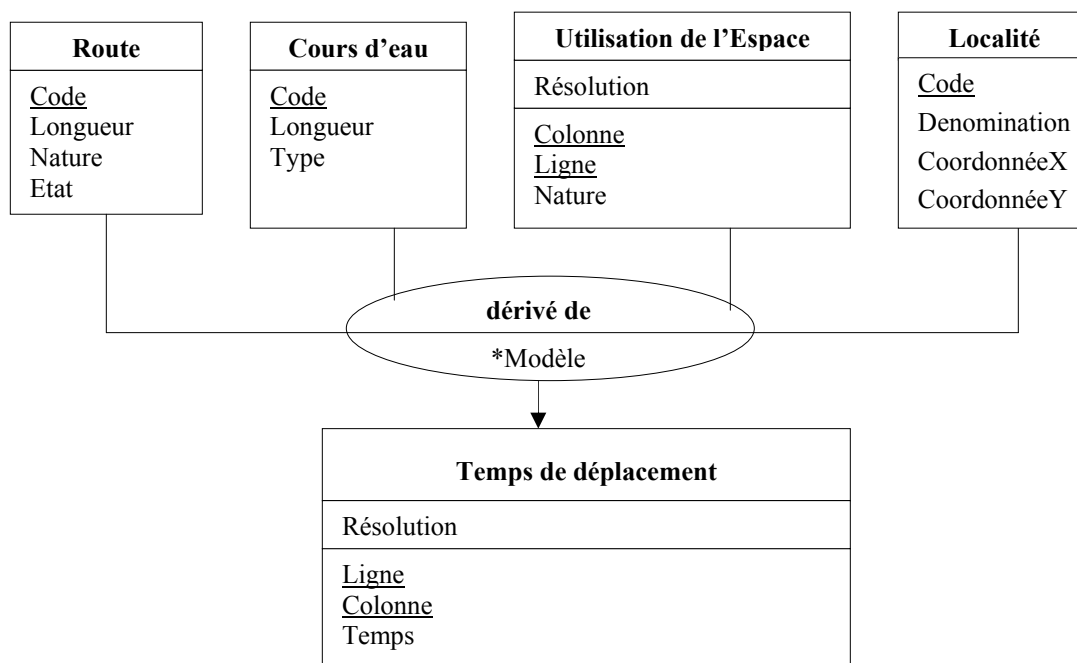 Route
Code
Longueur
Nature
Etat
Cours d'eau
Code
Longueur
Type
Utilisation de l’Espace
Résolution
Colonne
Ligne
Nature
Localité
Code
Denomination
CoordonnéeX
CoordonnéeY
dérivé de
*Modèle
Temps de déplacement
Résolution
Ligne
Colonne
Temps